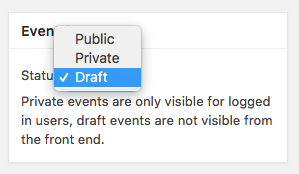 Even
Public
Private
Statu
✓ Draft
Private events are only visible for logged
in users, draft events are not visible from
the front end.